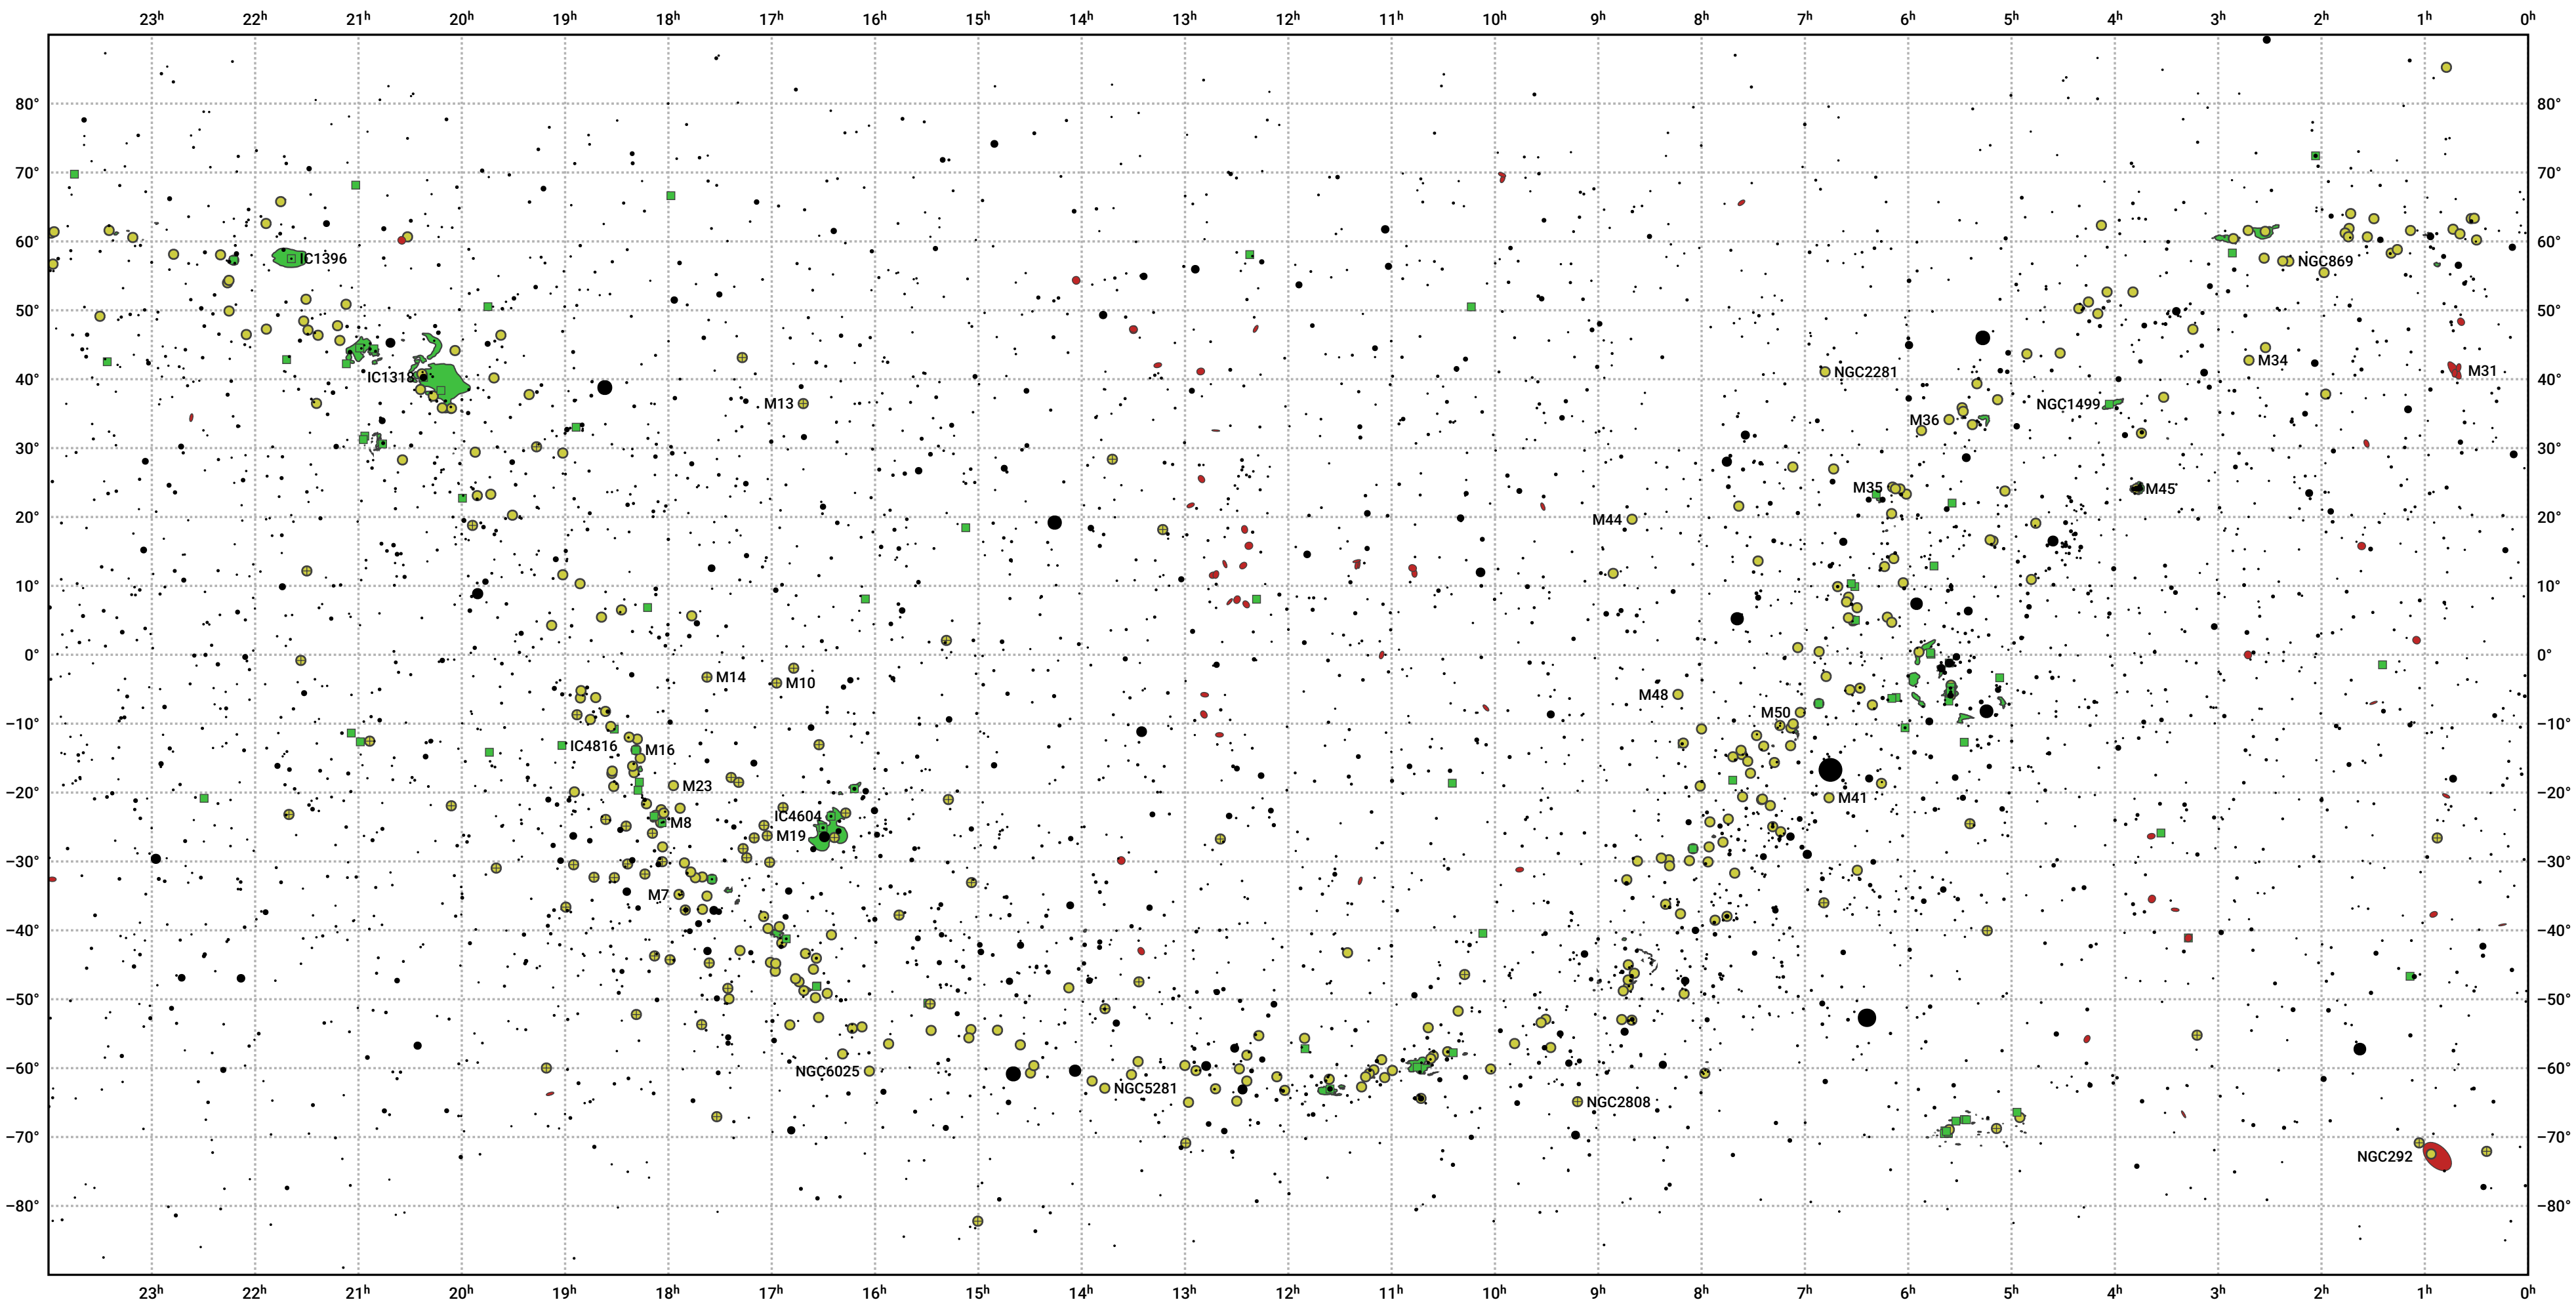 23h 22h 21h 20h 19h 18h 17h 16h 15h 14h 13h 12h 11h 10h 9h 8h 7h 6h 5h 4h 3h 2h 1h 0h
80° 80°
70° 70°
60° IC1396 NGC869 60°
50° 50°
40° IC1318 M13 NGC2281 NGC1499 M36 M34 M31 40°
30° 30°
M35 M45
20° M44 20°
10° 10°
0° 0°
M14 M10 M48
−10° M50 −10°
IC4816 M16
−20° M23 M41 −20°
M8 IC4604 M19
−30° −30°
M7
−40° −40°
−50° −50°
−60° NGC6025 NGC5281 NGC2808 −60°
−70° NGC292 −70°
−80° −80°
23h 22h 21h 20h 19h 18h 17h 16h 15h 14h 13h 12h 11h 10h 9h 8h 7h 6h 5h 4h 3h 2h 1h 0h